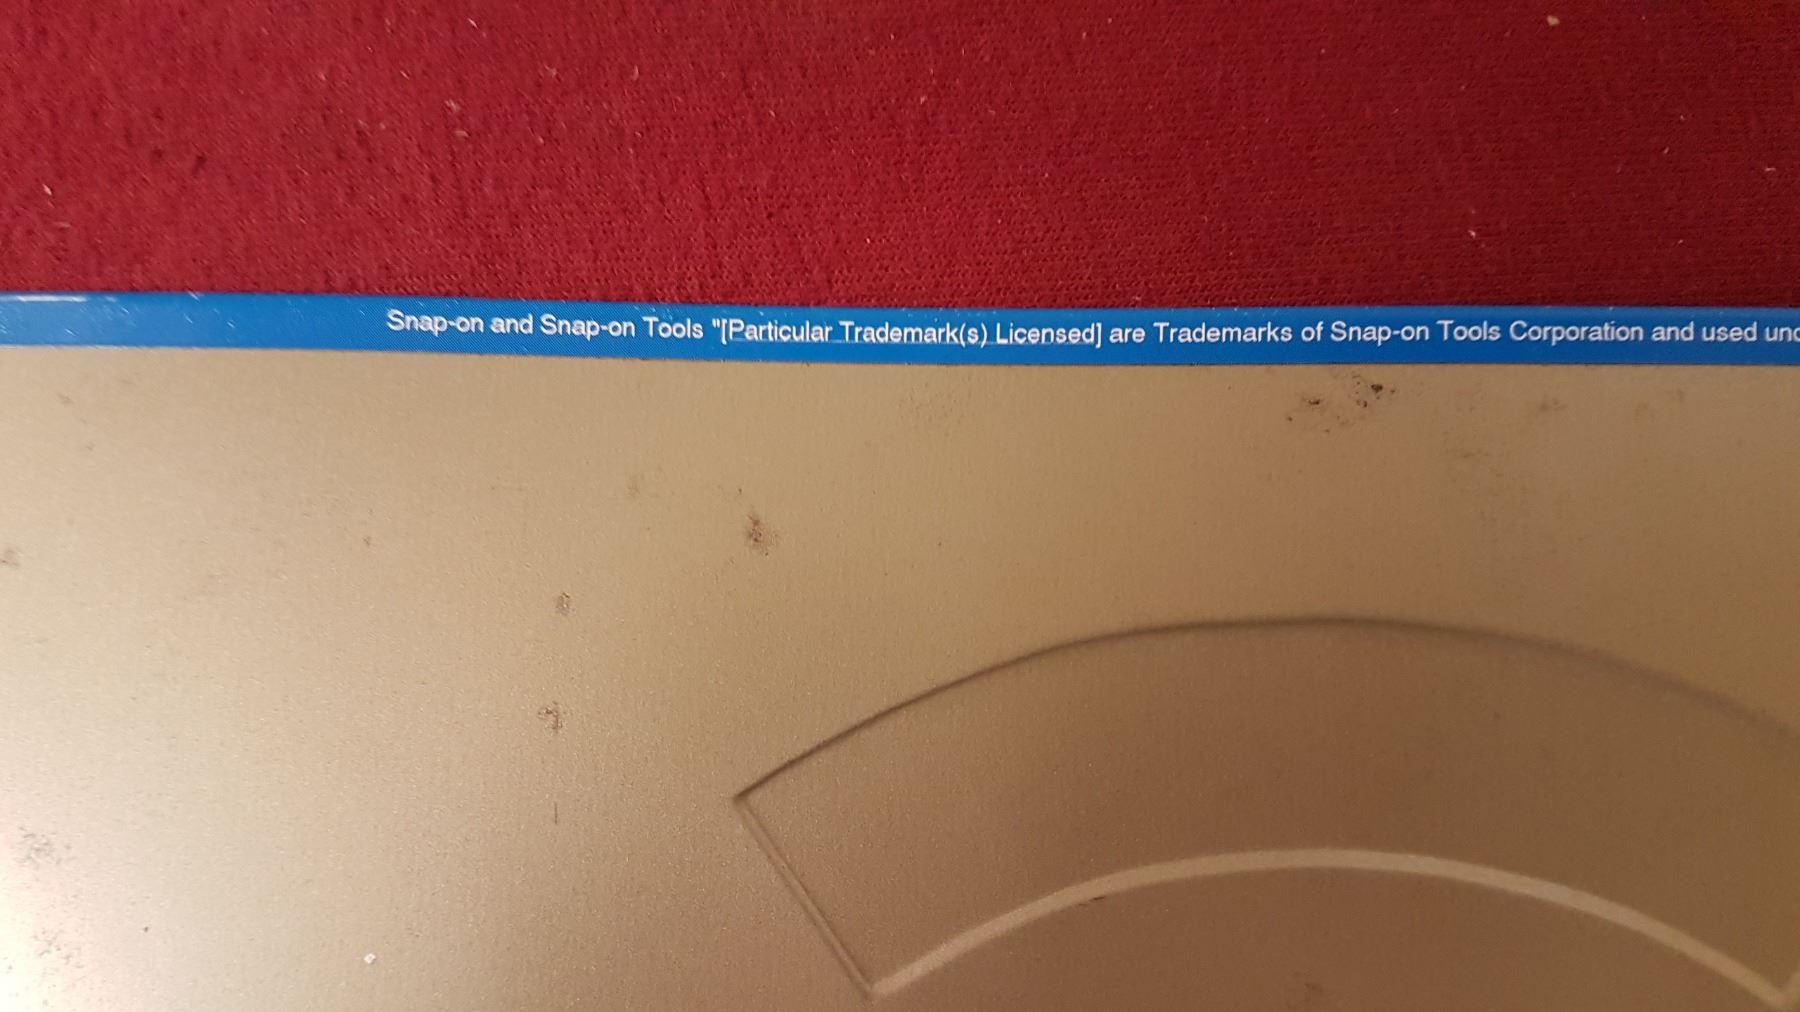 Snap-on and Snap-on Tools "[Particular Trademark(s) Licensed] are Trademarks of Snap-on Tools Corporation and used